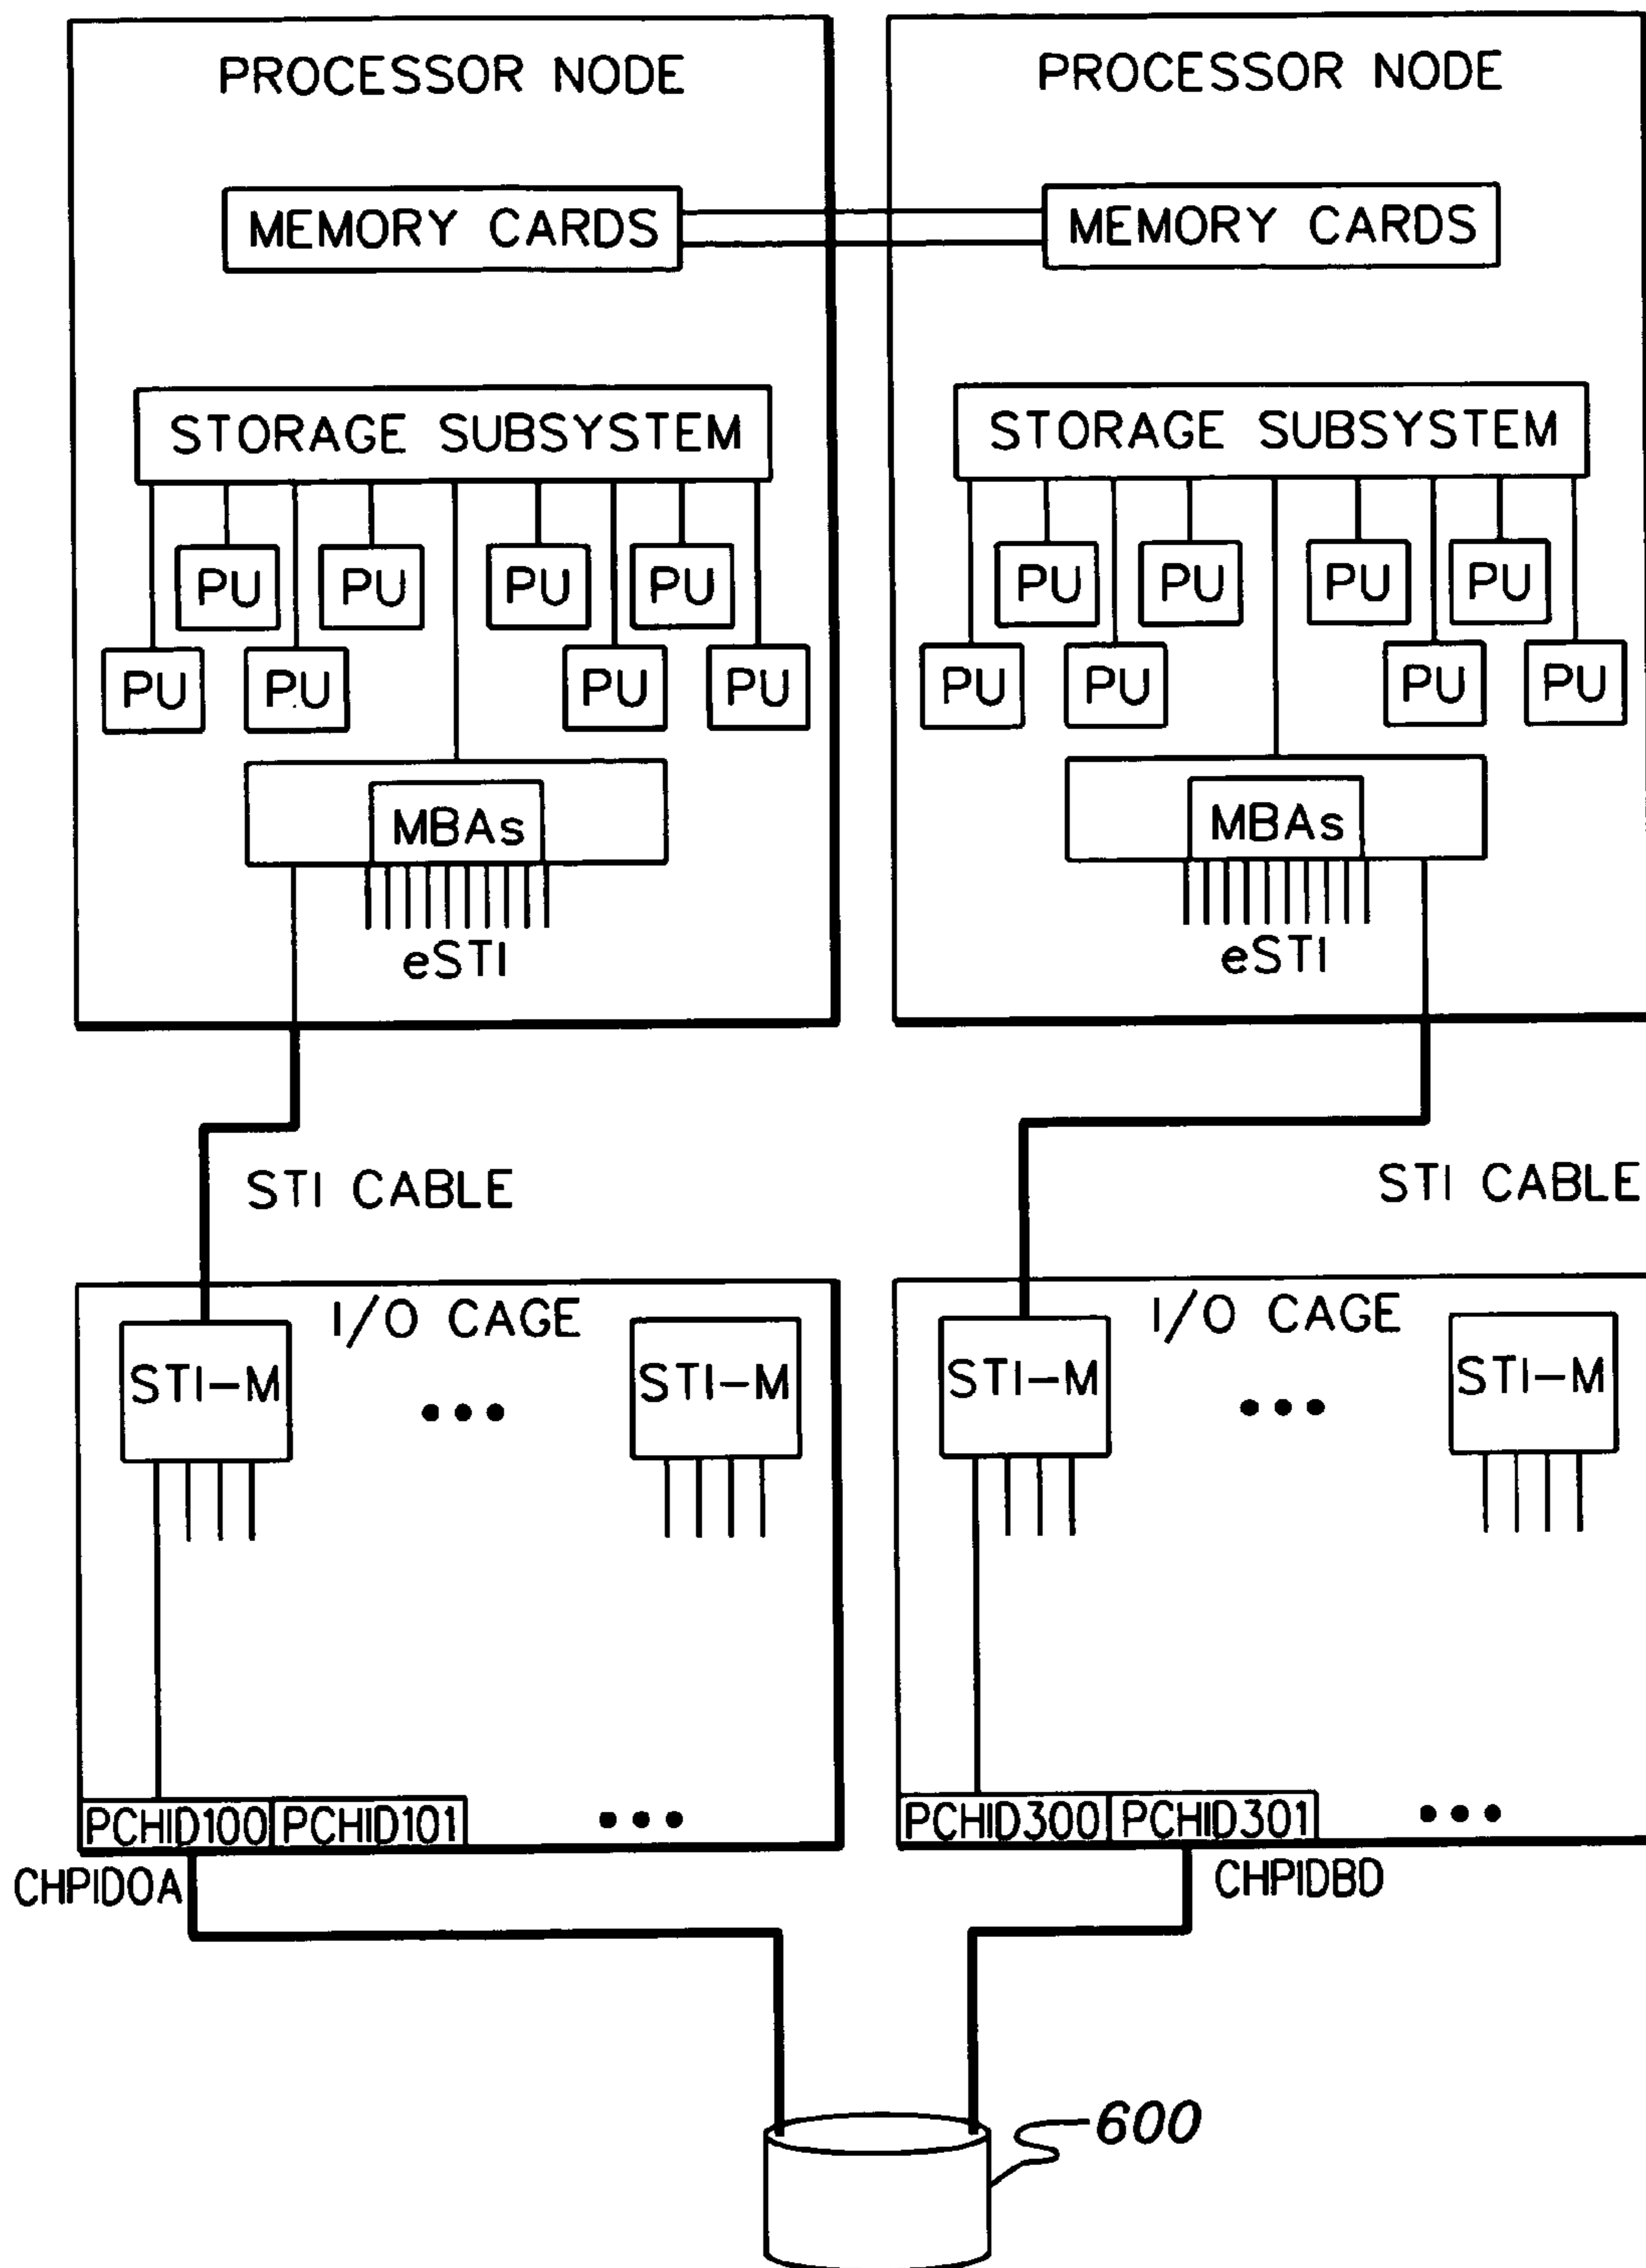 PROCESSOR NODE
MEMORY CARDS
STORAGE SUBSYSTEM
PU PU PU PU
PU PU PU PU
MBAs
eSTI
PROCESSOR NODE
MEMORY CARDS
STORAGE SUBSYSTEM
PU PU PU PU
PU PU PU PU
MBAs
eSTI
STI CABLE
STI CABLE
I/O CAGE
STI-M ••• STI-M
PCHID100 PCHID101 •••
CHPID0A
I/O CAGE
STI-M ••• STI-M
PCHID300 PCHID301 •••
CHPIDBD
600